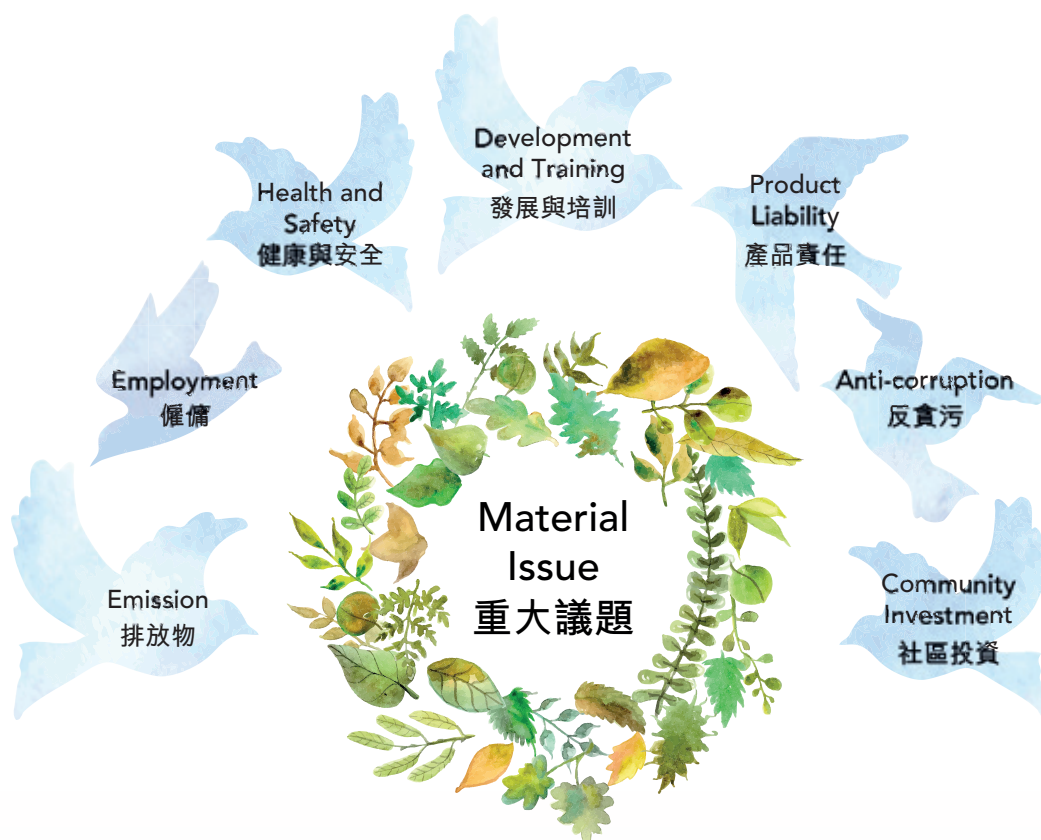 Development
and Training
發展與培訓
Health and
Safety
健康與安全
Product
Liability
產品責任
Employment
僱傭
Anti-corruption
反貪污
Material
Issue
重大議題
Emission
排放物
Community
Investment
社區投資